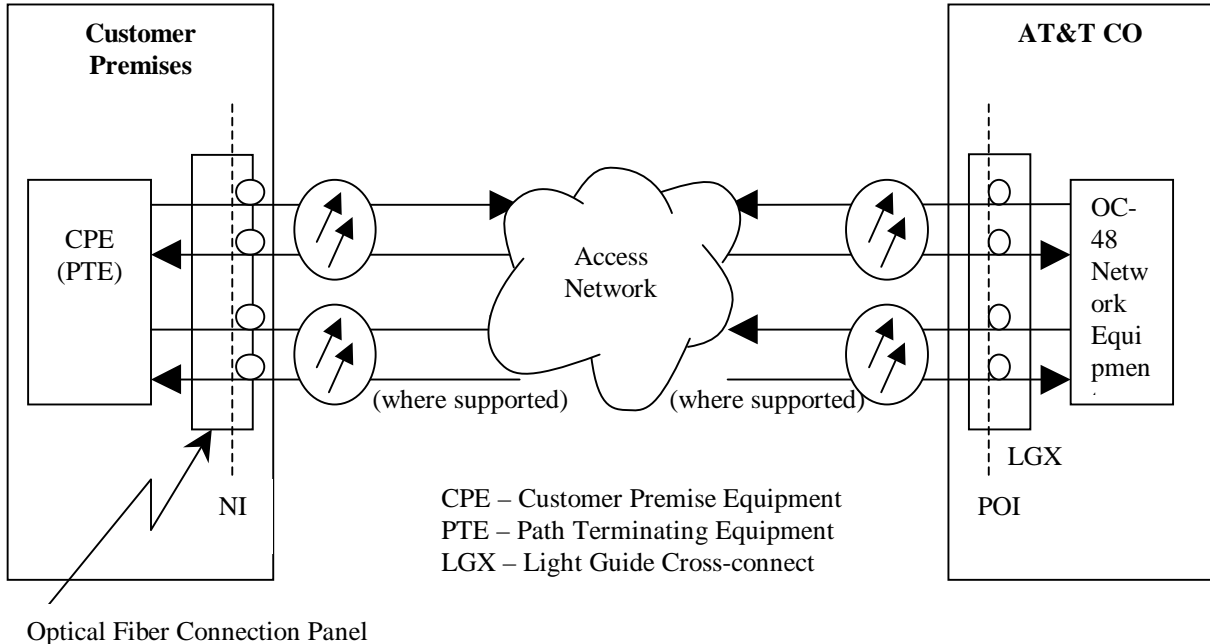 Customer
Premises
AT&T CO
CPE
(PTE)
Access
Network
OC-
48
Netw
ork
Equi
pmen
(where supported)
(where supported)
LGX
NI
POI
CPE – Customer Premise Equipment
PTE – Path Terminating Equipment
LGX – Light Guide Cross-connect
Optical Fiber Connection Panel